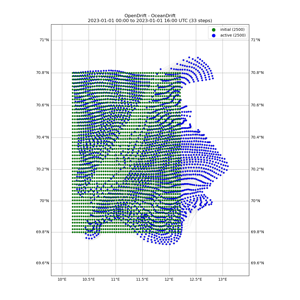 OpenDrift - OceanDrift
2023-01-01 00:00 to 2023-01-01 16:00 UTC (33 steps)
initial (2500)
active (2500)
71°N 71°N
70.8°N 70.8°N
70.6°N 70.6°N
70.4°N 70.4°N
70.2°N 70.2°N
70°N 70°N
69.8°N 69.8°N
69.6°N 69.6°N
10°E 10.5°E 11°E 11.5°E 12°E 12.5°E 13°E